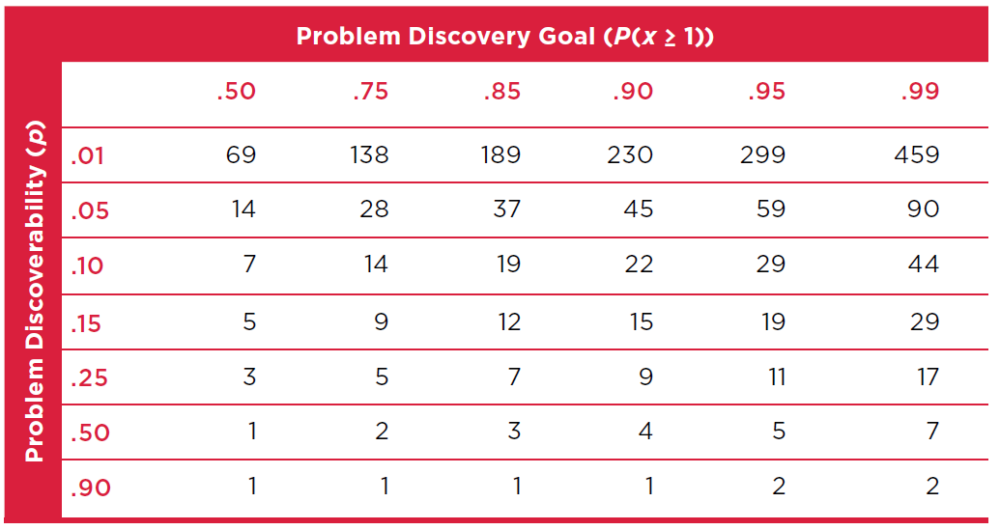 Problem Discovery Goal (P(x ≥ 1))
Problem Discoverability (p)
.50 .75 .85 .90 .95 .99
.01 69 138 189 230 299 459
.05 14 28 37 45 59 90
.10 7 14 19 22 29 44
.15 5 9 12 15 19 29
.25 3 5 7 9 11 17
.50 1 2 3 4 5 7
.90 1 1 1 1 2 2